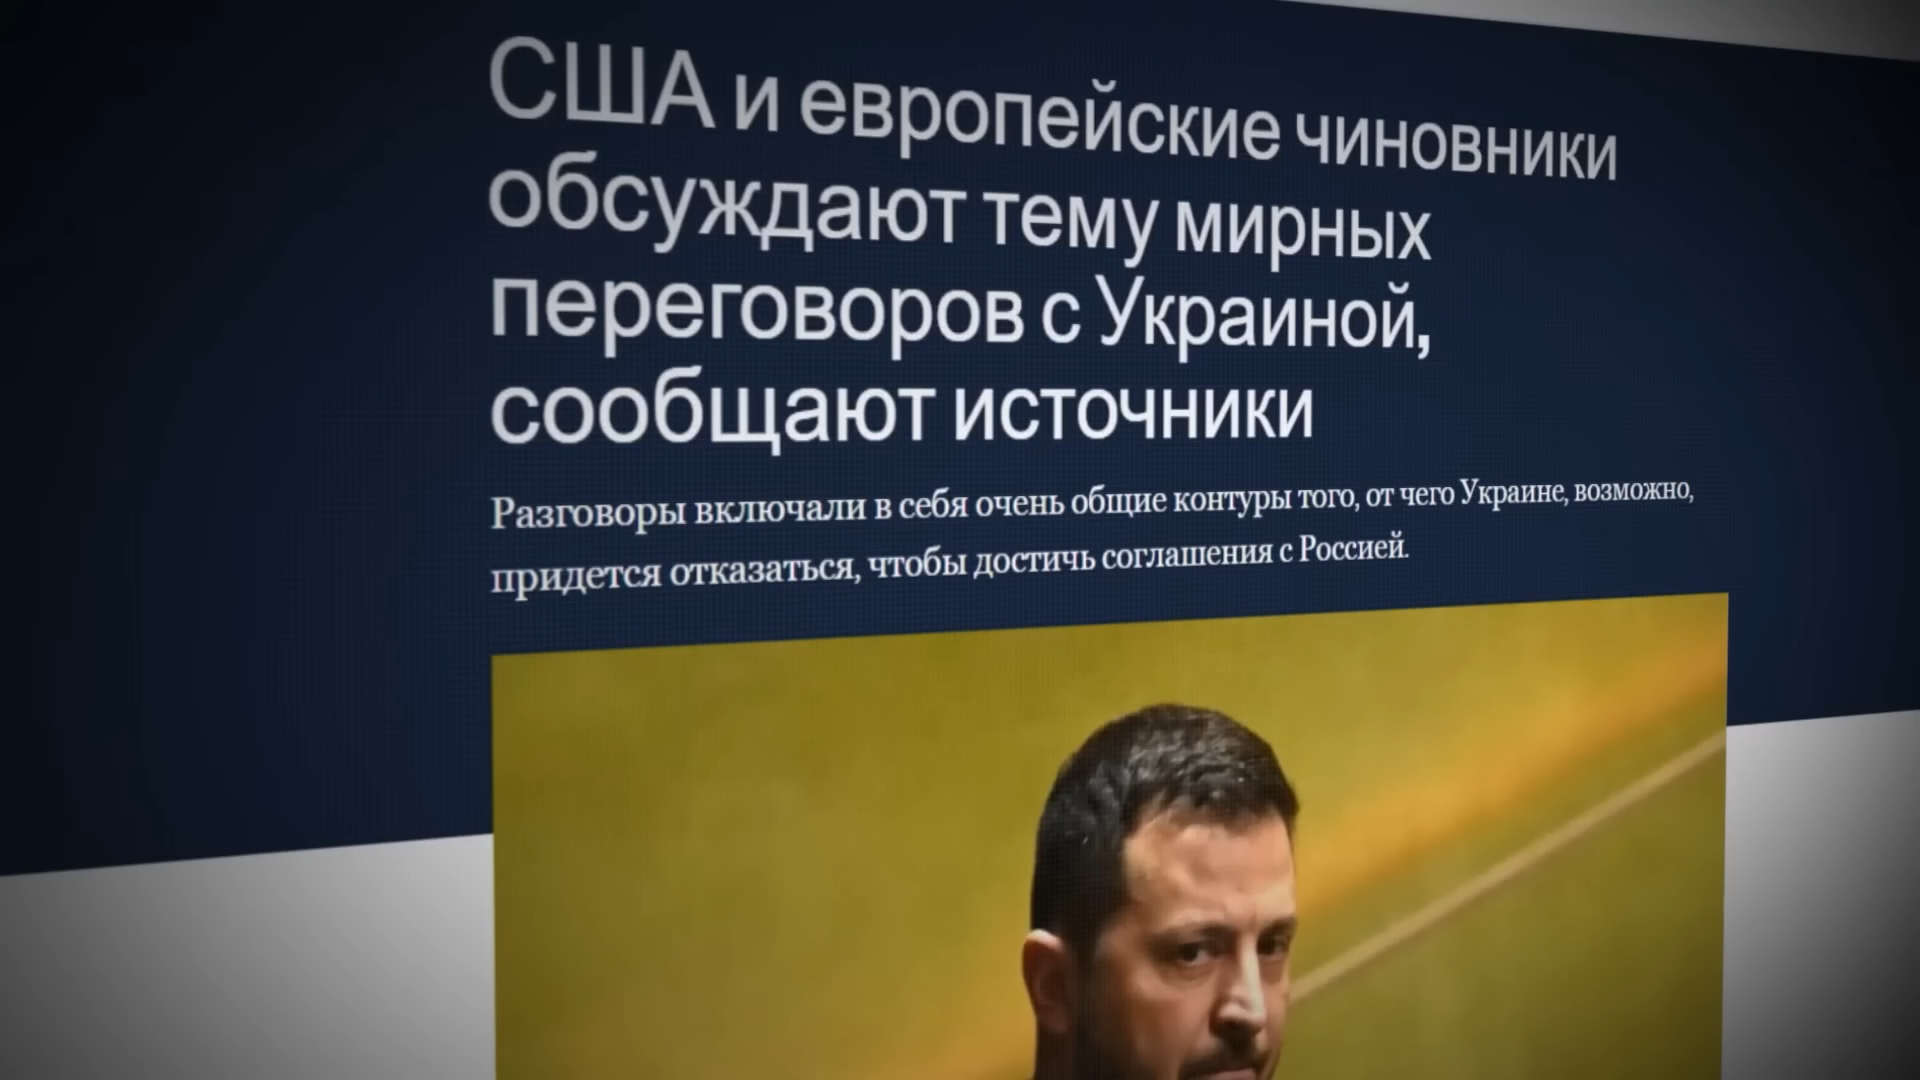 США и европейские чиновники
обсуждают тему мирных
переговоров с Украиной,
сообщают источники
Разговоры включали в себя очень общие контуры того, от чего Украине, возможно,
придется отказаться, чтобы достичь соглашения с Россией.